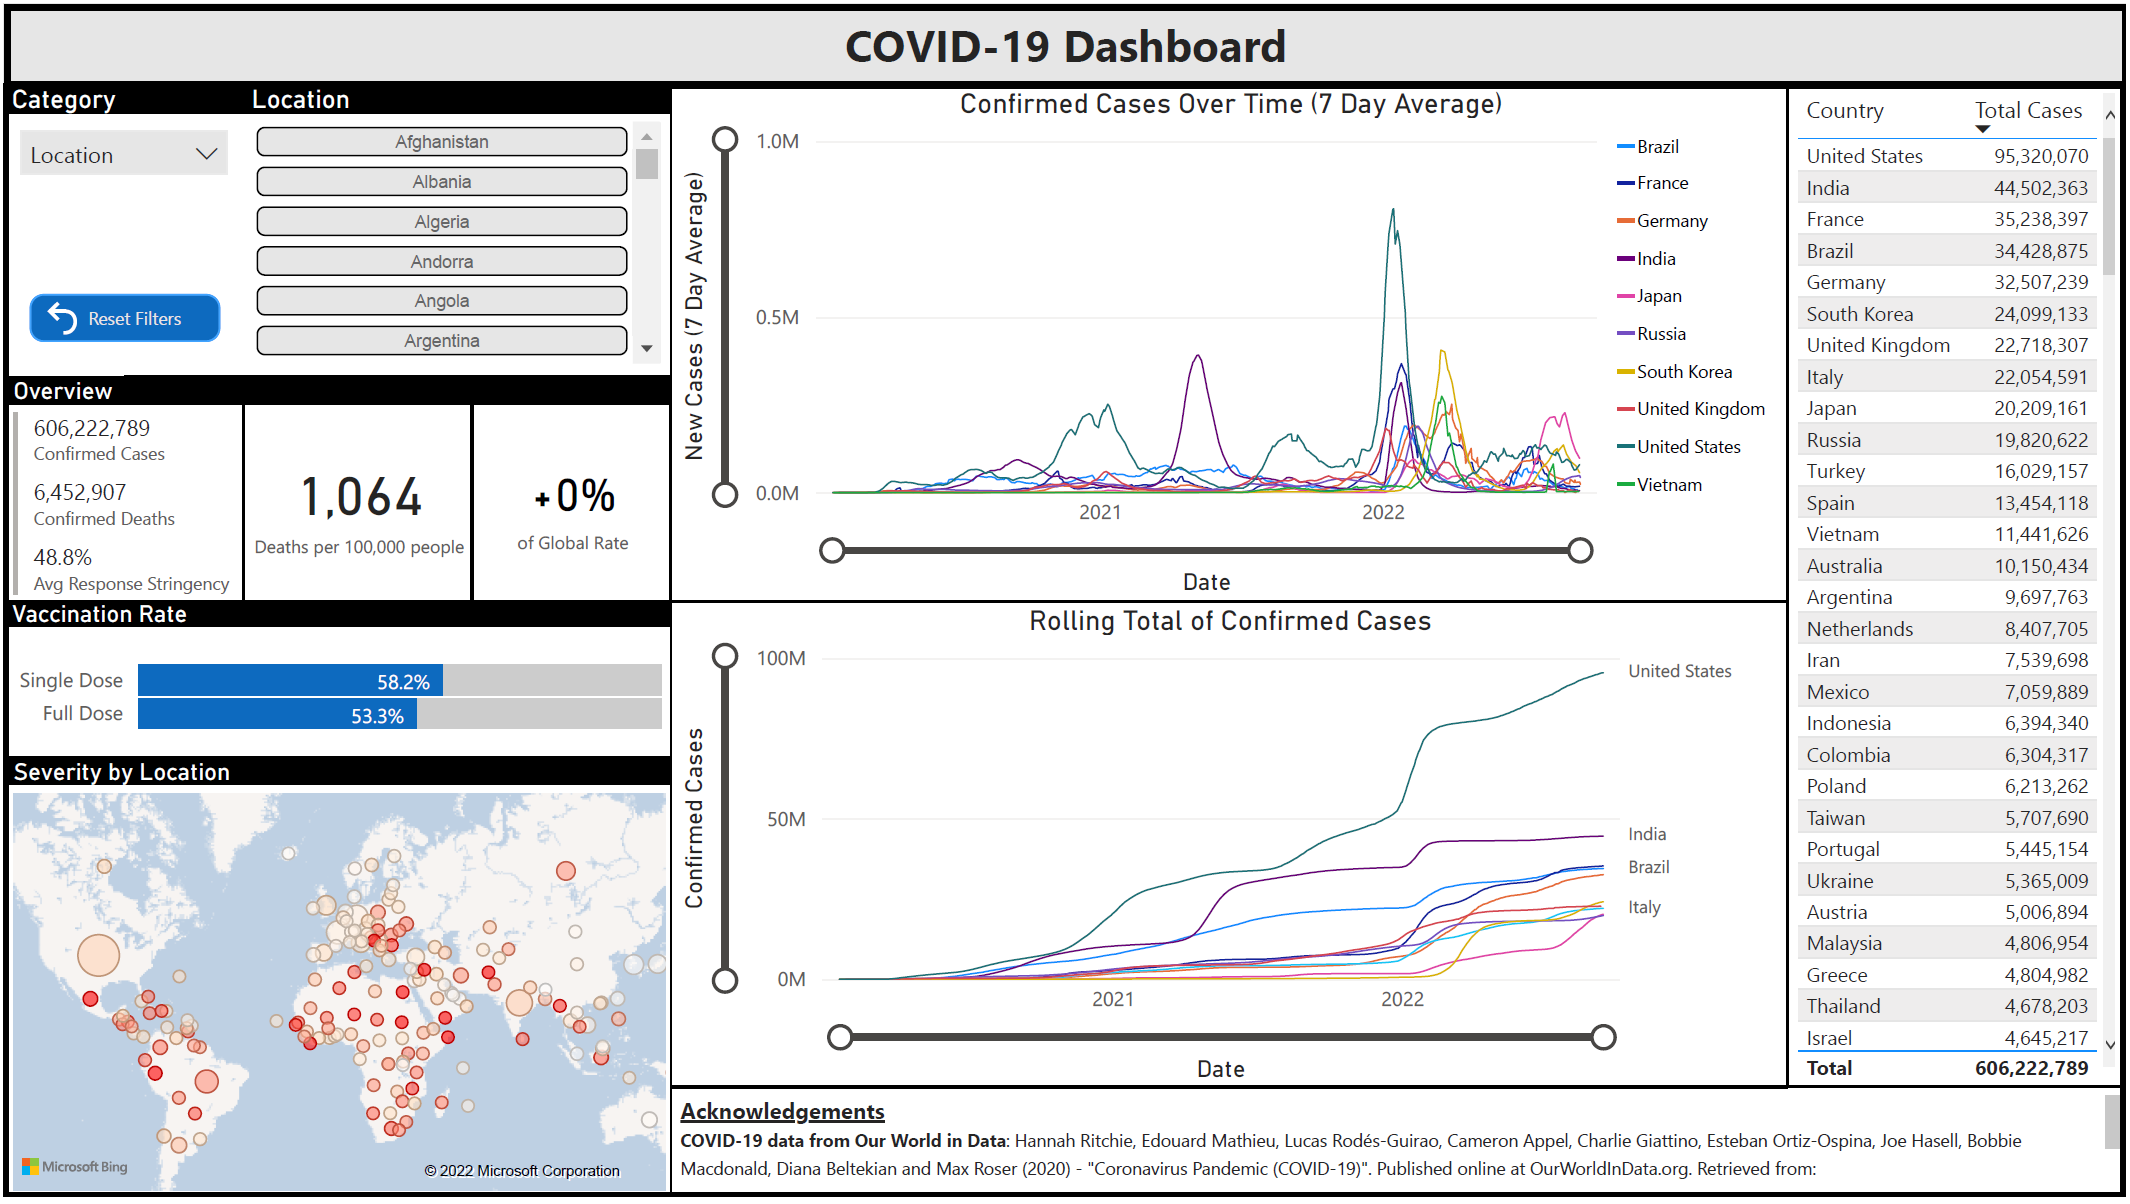 COVID-19 Dashboard
Category
Location
Location
Reset Filters
Afghanistan
Albania
Algeria
Andorra
Angola
Argentina
Overview
606,222,789
Confirmed Cases
6,452,907
Confirmed Deaths
48.8%
Avg Response Stringency
1,064
Deaths per 100,000 people
+0%
of Global Rate
Vaccination Rate
Single Dose 58.2%
Full Dose 53.3%
Severity by Location
Microsoft Bing
© 2022 Microsoft Corporation
Confirmed Cases Over Time (7 Day Average)
New Cases (7 Day Average)
1.0M
0.5M
0.0M
2021 2022
Date
Brazil
France
Germany
India
Japan
Russia
South Korea
United Kingdom
United States
Vietnam
Rolling Total of Confirmed Cases
Confirmed Cases
100M
50M
0M
2021 2022
Date
United States
India
Brazil
Italy
Country Total Cases
United States 95,320,070
India 44,502,363
France 35,238,397
Brazil 34,428,875
Germany 32,507,239
South Korea 24,099,133
United Kingdom 22,718,307
Italy 22,054,591
Japan 20,209,161
Russia 19,820,622
Turkey 16,029,157
Spain 13,454,118
Vietnam 11,441,626
Australia 10,150,434
Argentina 9,697,763
Netherlands 8,407,705
Iran 7,539,698
Mexico 7,059,889
Indonesia 6,394,340
Colombia 6,304,317
Poland 6,213,262
Taiwan 5,707,690
Portugal 5,445,154
Ukraine 5,365,009
Austria 5,006,894
Malaysia 4,806,954
Greece 4,804,982
Thailand 4,678,203
Israel 4,645,217
Total 606,222,789
Acknowledgements
COVID-19 data from Our World in Data: Hannah Ritchie, Edouard Mathieu, Lucas Rodés-Guirao, Cameron Appel, Charlie Giattino, Esteban Ortiz-Ospina, Joe Hasell, Bobbie
Macdonald, Diana Beltekian and Max Roser (2020) - "Coronavirus Pandemic (COVID-19)". Published online at OurWorldInData.org. Retrieved from: